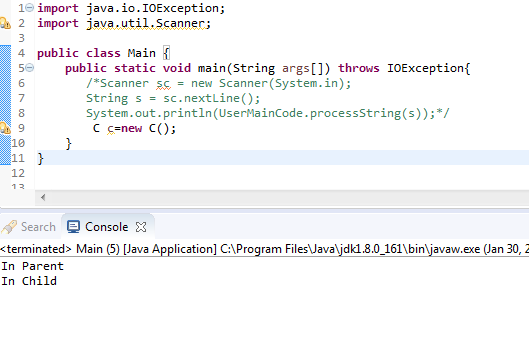 1 import java.io.IOException;
2 import java.util.Scanner;
3
4 public class Main {
5 public static void main(String args[]) throws IOException{
6 /*Scanner sc = new Scanner(System.in);
7 String s = sc.nextLine();
8 System.out.println(UserMainCode.processString(s));*/
9 C c=new C();
10 }
11 }
12
13
Search Console
<terminated> Main (5) [Java Application] C:\Program Files\Java\jdk1.8.0_161\bin\javaw.exe (Jan 30, 2
In Parent
In Child